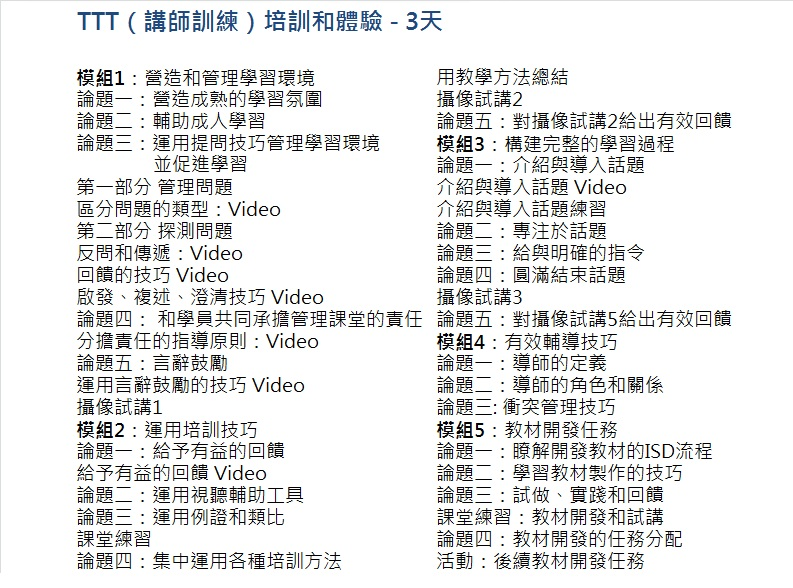 TTT（講師訓練）培訓和體驗 - 3天
模組1：營造和管理學習環境
論題一：營造成熟的學習氛圍
論題二：輔助成人學習
論題三：運用提問技巧管理學習環境
並促進學習
第一部分 管理問題
區分問題的類型：Video
第二部分 探測問題
反問和傳遞：Video
回饋的技巧 Video
啟發、複述、澄清技巧 Video
論題四： 和學員共同承擔管理課堂的責任
分擔責任的指導原則：Video
論題五：言辭鼓勵
運用言辭鼓勵的技巧 Video
攝像試講1
模組2：運用培訓技巧
論題一：給予有益的回饋
給予有益的回饋 Video
論題二：運用視聽輔助工具
論題三：運用例證和類比
課堂練習
論題四：集中運用各種培訓方法
用教學方法總結
攝像試講2
論題五：對攝像試講2給出有效回饋
模組3：構建完整的學習過程
論題一：介紹與導入話題
介紹與導入話題 Video
介紹與導入話題練習
論題二：專注於話題
論題三：給與明確的指令
論題四：圓滿結束話題
攝像試講3
論題五：對攝像試講5給出有效回饋
模組4：有效輔導技巧
論題一：導師的定義
論題二：導師的角色和關係
論題三: 衝突管理技巧
模組5：教材開發任務
論題一：瞭解開發教材的ISD流程
論題二：學習教材製作的技巧
論題三：試做、實踐和回饋
課堂練習：教材開發和試講
論題四：教材開發的任務分配
活動：後續教材開發任務